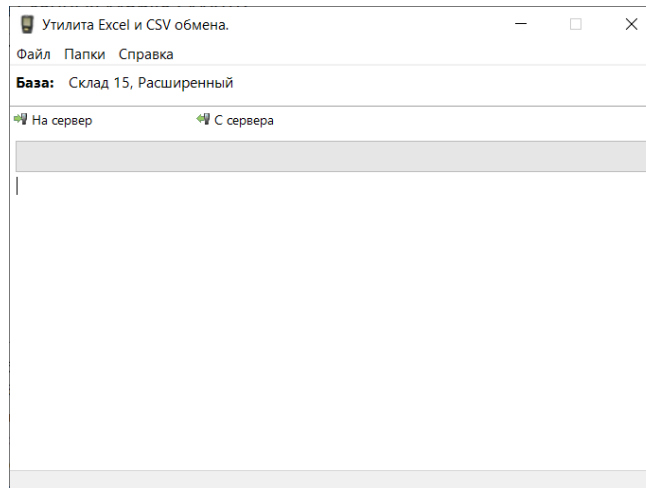 Утилита Excel и CSV обмена.
Файл Папки Справка
База: Склад 15, Расширенный
На сервер С сервера